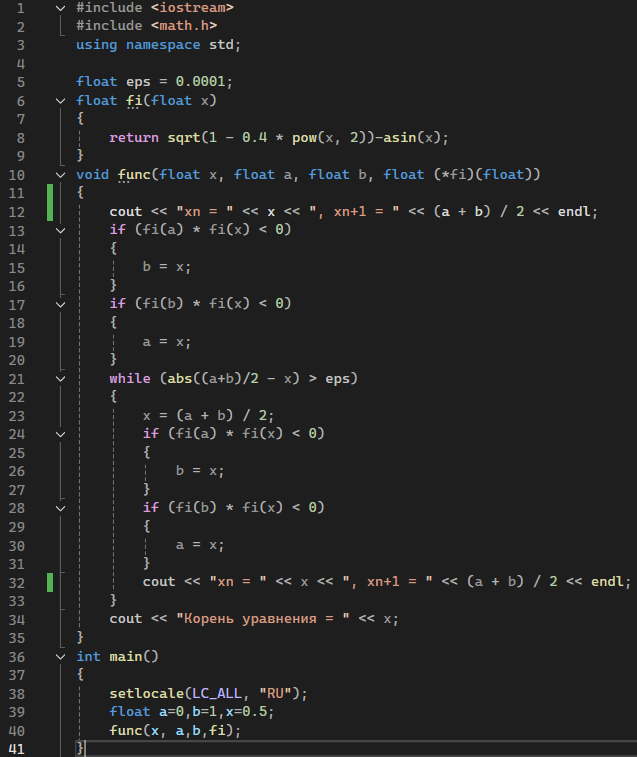 1 #include <iostream>
2 #include <math.h>
3 using namespace std;
4
5 float eps = 0.0001;
6 float fi(float x)
7 {
8 return sqrt(1 - 0.4 * pow(x, 2))-asin(x);
9 }
10 void func(float x, float a, float b, float (*fi)(float))
11 {
12 cout << "xn = " << x << ", xn+1 = " << (a + b) / 2 << endl;
13 if (fi(a) * fi(x) < 0)
14 {
15 b = x;
16 }
17 if (fi(b) * fi(x) < 0)
18 {
19 a = x;
20 }
21 while (abs((a+b)/2 - x) > eps)
22 {
23 x = (a + b) / 2;
24 if (fi(a) * fi(x) < 0)
25 {
26 b = x;
27 }
28 if (fi(b) * fi(x) < 0)
29 {
30 a = x;
31 }
32 cout << "xn = " << x << ", xn+1 = " << (a + b) / 2 << endl;
33 }
34 cout << "Корень уравнения = " << x;
35 }
36 int main()
37 {
38 setlocale(LC_ALL, "RU");
39 float a=0,b=1,x=0.5;
40 func(x, a,b,fi);
41 }